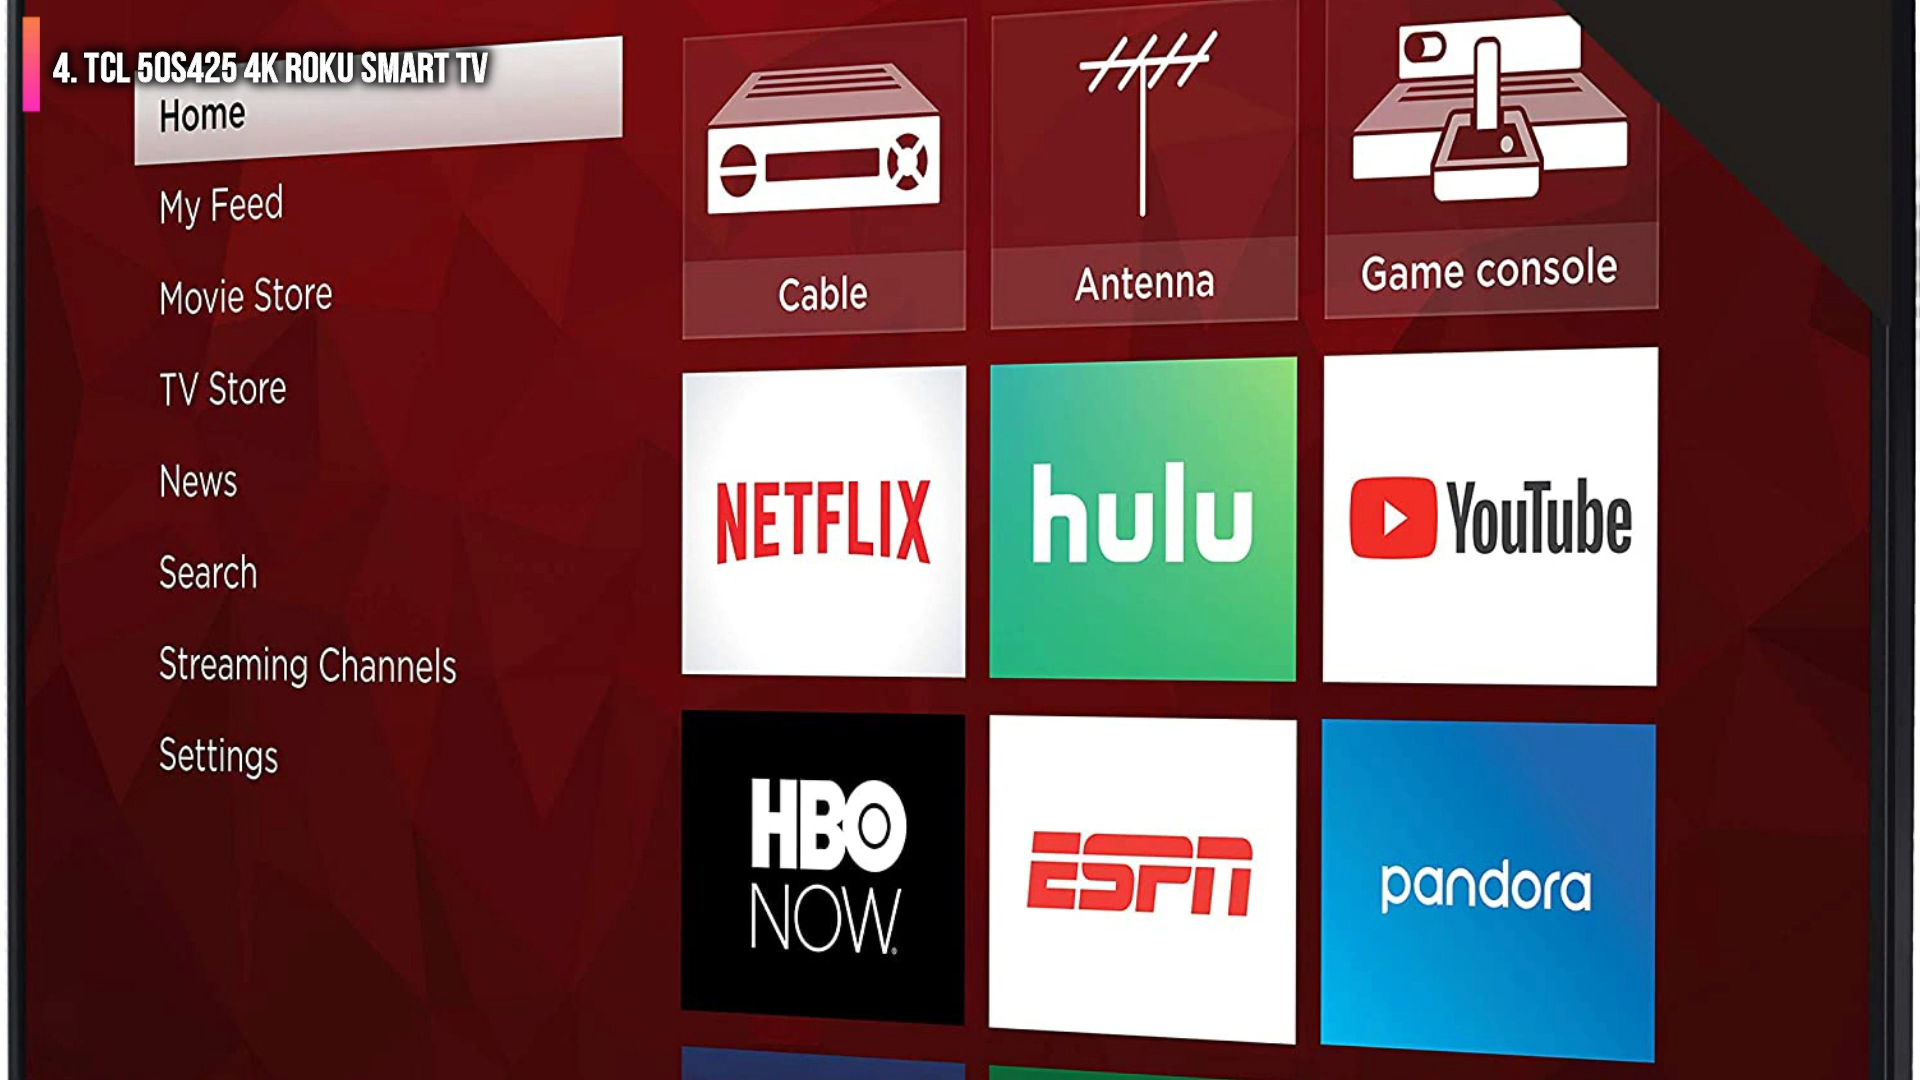 4. TCL 50S425 4K ROKU SMART TV
Home
My Feed
Movie Store
TV Store
News
Search
Streaming Channels
Settings
Cable
Antenna
Game console
NETFLIX
hulu
YouTube
HBO
NOW
ESPN
pandora